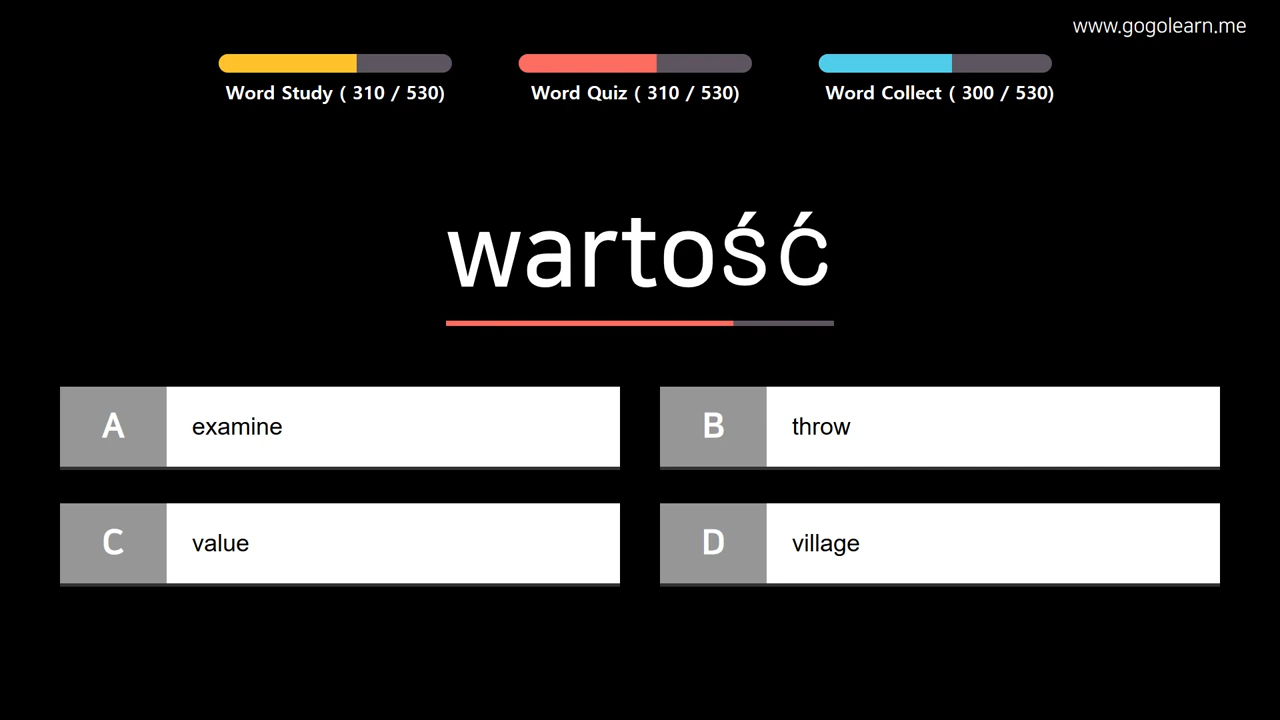 www.gogolearn.me
Word Study ( 310 / 530)
Word Quiz ( 310 / 530)
Word Collect ( 300 / 530)
wartość
A examine
B throw
C value
D village